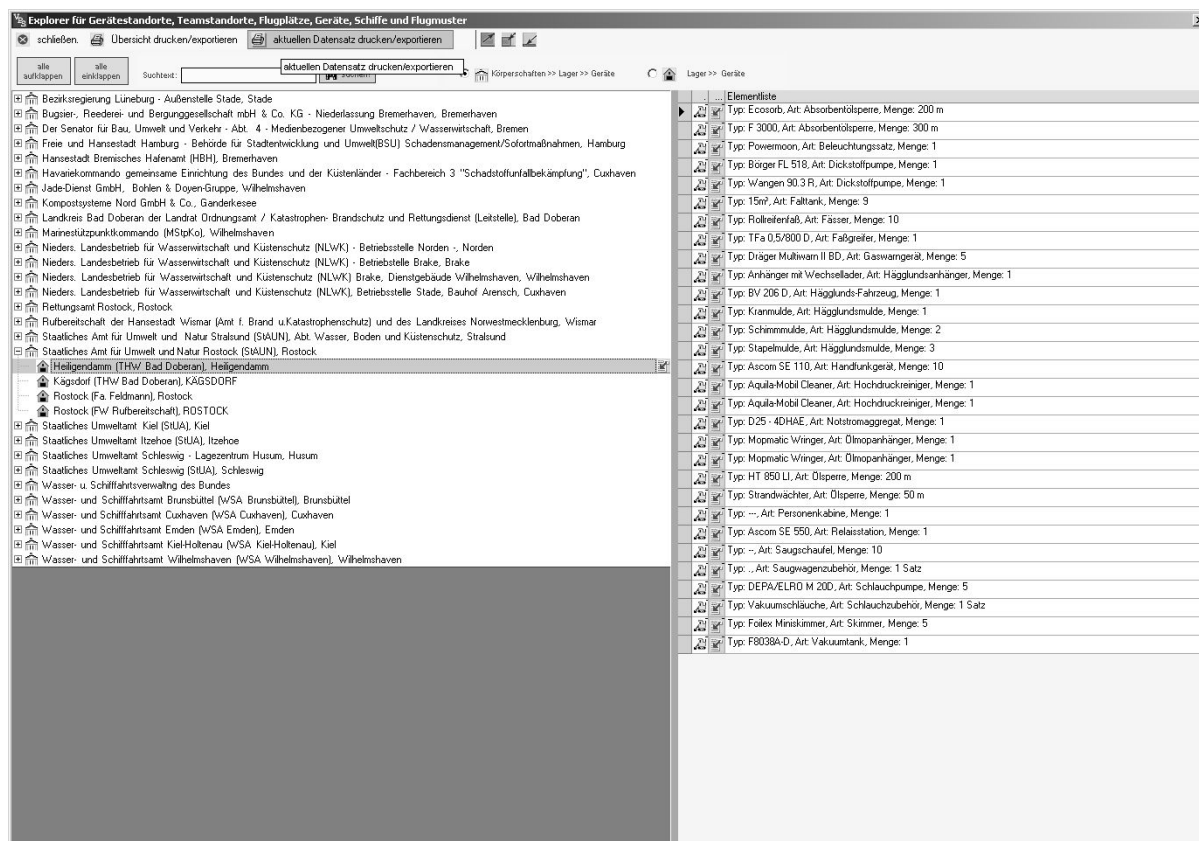 Explorer für Gerätestandorte, Teamstandorte, Flugplätze, Geräte, Schiffe und Flugmuster
schließen. Übersicht drucken/exportieren aktuellen Datensatz drucken/exportieren
alle aufklappen
alle einklappen
Suchtext:
aktuellen Datensatz drucken/exportieren
Körperschaften >> Lager >> Geräte
Lager >> Geräte
Bezirksregierung Lüneburg - Außenstelle Stade, Stade
Bugsier-, Reederei- und Bergunggesellschaft mbH & Co. KG - Niederlassung Bremerhaven, Bremerhaven
Der Senator für Bau, Umwelt und Verkehr - Abt. 4 - Medienbezogener Umweltschutz / Wasserwirtschaft, Bremen
Freie und Hansestadt Hamburg - Behörde für Stadtentwicklung und Umwelt(BSU) Schadensmanagement/Sofortmaßnahmen, Hamburg
Hansestadt Bremisches Hafenamt (HBH), Bremerhaven
Havariekommando gemeinsame Einrichtung des Bundes und der Küstenländer - Fachbereich 3 "Schadstoffunfallbekämpfung", Cuxhaven
Jade-Dienst GmbH, Bohlen & Doyen-Gruppe, Wilhelmshaven
Kompostsysteme Nord GmbH & Co., Ganderkesee
Landkreis Bad Doberan der Landrat Ordnungsamt / Katastrophen- Brandschutz und Rettungsdienst (Leitstelle), Bad Doberan
Marinestützpunktkommando (MStpKo), Wilhelmshaven
Nieders. Landesbetrieb für Wasserwirtschaft und Küstenschutz (NLWK) - Betriebsstelle Norden -, Norden
Nieders. Landesbetrieb für Wasserwirtschaft und Küstenschutz (NLWK) - Betriebstelle Brake, Brake
Nieders. Landesbetrieb für Wasserwirtschaft und Küstenschutz (NLWK) Brake, Dienstgebäude Wilhelmshaven, Wilhelmshaven
Nieders. Landesbetrieb für Wasserwirtschaft und Küstenschutz (NLWK), Betriebsstelle Stade, Bauhof Arensch, Cuxhaven
Rettungsamt Rostock, Rostock
Rufbereitschaft der Hansestadt Wismar (Amt f. Brand u.Katastrophenschutz) und des Landkreises Norwestmecklenburg, Wismar
Staatliches Amt für Umwelt und Natur Stralsund (StAUN), Abt. Wasser, Boden und Küstenschutz, Stralsund
Staatliches Amt für Umwelt und Natur Rostock (StAUN), Rostock
Heiligendamm (THW Bad Doberan), Heiligendamm
Kägsdorf (THW Bad Doberan), KÄGSDORF
Rostock (Fa. Feldmann), Rostock
Rostock (FW Rufbereitschaft), ROSTOCK
Staatliches Umweltamt Kiel (StUA), Kiel
Staatliches Umweltamt Itzehoe (StUA), Itzehoe
Staatliches Umweltamt Schleswig - Lagezentrum Husum, Husum
Staatliches Umweltamt Schleswig (StUA), Schleswig
Wasser- u. Schifffahrtsverwaltng des Bundes
Wasser- und Schifffahrtsamt Brunsbüttel (WSA Brunsbüttel), Brunsbüttel
Wasser- und Schifffahrtsamt Cuxhaven (WSA Cuxhaven), Cuxhaven
Wasser- und Schifffahrtsamt Emden (WSA Emden), Emden
Wasser- und Schifffahrtsamt Kiel-Holtenau (WSA Kiel-Holtenau), Kiel
Wasser- und Schifffahrtsamt Wilhelmshaven (WSA Wilhelmshaven), Wilhelmshaven
. ... Elementliste
Typ: Ecosorb, Art: Absorbentölsperre, Menge: 200 m
Typ: F 3000, Art: Absorbentölsperre, Menge: 300 m
Typ: Powermoon, Art: Beleuchtungssatz, Menge: 1
Typ: Börger FL 518, Art: Dickstoffpumpe, Menge: 1
Typ: Wangen 90.3 R, Art: Dickstoffpumpe, Menge: 1
Typ: 15m³, Art: Falttank, Menge: 9
Typ: Rollreifenfaß, Art: Fässer, Menge: 10
Typ: TFa 0,5/800 D, Art: Faßgreifer, Menge: 1
Typ: Dräger Multiwarn II BD, Art: Gaswarngerät, Menge: 5
Typ: Anhänger mit Wechsellader, Art: Hägglundsanhänger, Menge: 1
Typ: BV 206 D, Art: Hägglunds-Fahrzeug, Menge: 1
Typ: Kranmulde, Art: Hägglundsmulde, Menge: 1
Typ: Schimmmulde, Art: Hägglundsmulde, Menge: 2
Typ: Stapelmulde, Art: Hägglundsmulde, Menge: 3
Typ: Ascom SE 110, Art: Handfunkgerät, Menge: 10
Typ: Aquila-Mobil Cleaner, Art: Hochdruckreiniger, Menge: 1
Typ: Aquila-Mobil Cleaner, Art: Hochdruckreiniger, Menge: 1
Typ: D25 - 4DHAE, Art: Notstromaggregat, Menge: 1
Typ: Mopmatic Wringer, Art: Ölmopanhänger, Menge: 1
Typ: Mopmatic Wringer, Art: Ölmopanhänger, Menge: 1
Typ: HT 850 LI, Art: Ölsperre, Menge: 200 m
Typ: Strandwächter, Art: Ölsperre, Menge: 50 m
Typ: ---, Art: Personenkabine, Menge: 1
Typ: Ascom SE 550, Art: Relaisstation, Menge: 1
Typ: --, Art: Saugschaufel, Menge: 10
Typ: ., Art: Saugwagenzubehör, Menge: 1 Satz
Typ: DEPA/ELRO M 20D, Art: Schlauchpumpe, Menge: 5
Typ: Vakuumschläuche, Art: Schlauchzubehör, Menge: 1 Satz
Typ: Foilex Miniskimmer, Art: Skimmer, Menge: 5
Typ: F8038A-D, Art: Vakuumtank, Menge: 1